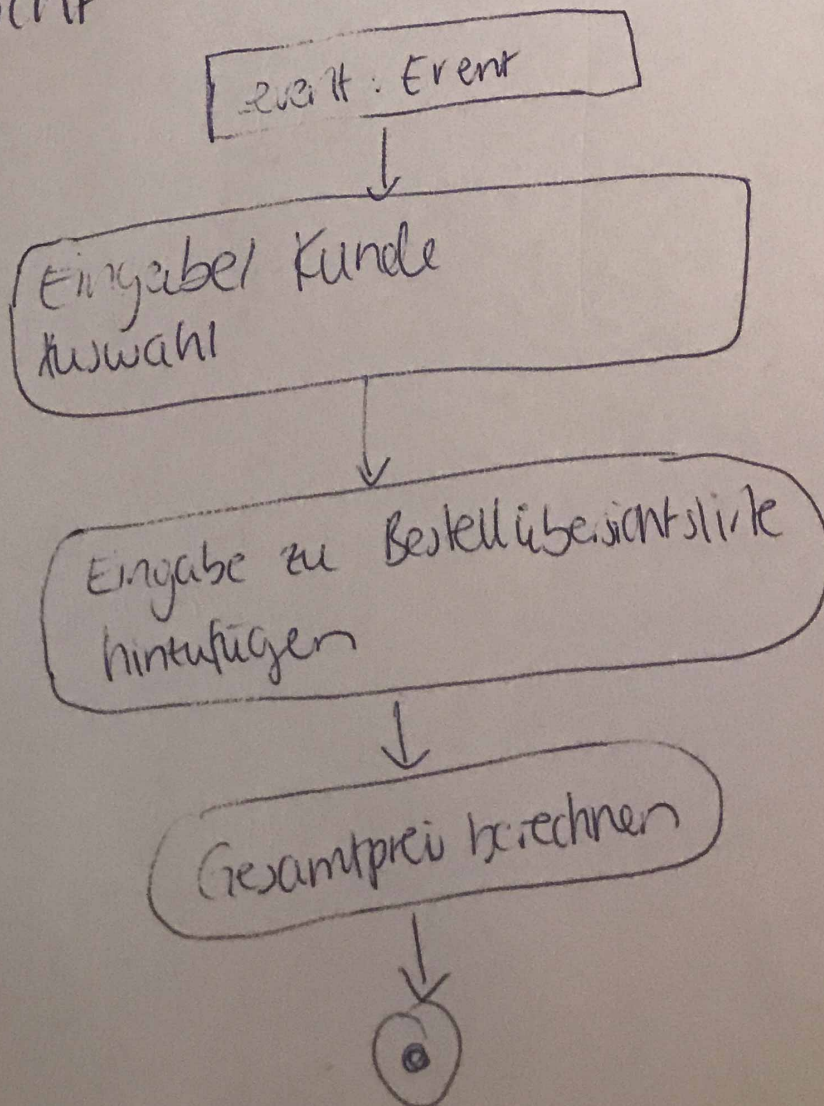 event : Event
Eingabe/ Kunde
Auswahl
Eingabe zu Bestellübersichtsliste
hinzufügen
Gesamtpreis berechnen